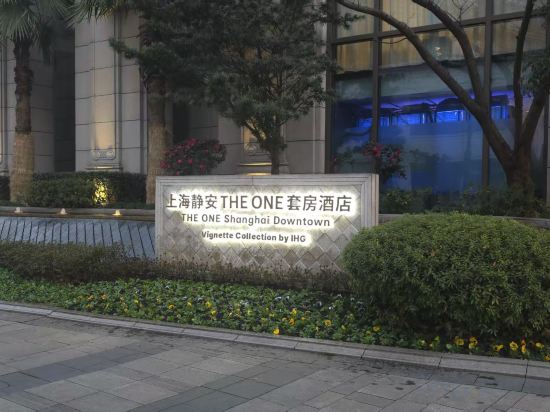 上海静安THE ONE套房酒店
THE ONE Shanghai Downtown
Vignette Collection by IHG